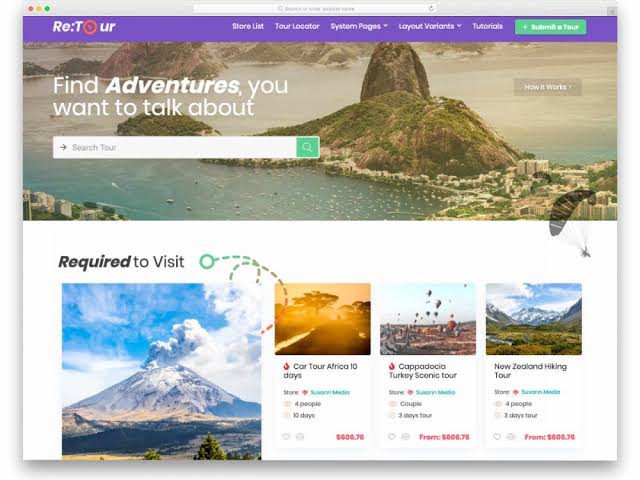 Search or enter website name
Re:Tour
Store List
Tour Locator
System Pages
Layout Variants
Tutorials
+ Submit a Tour
Find Adventures, you
want to talk about
How it Works ›
Search Tour
Required to Visit
Car Tour Africa 10
days
Store: Susann Media
4 people
10 days
$606.76
Cappadocia
Turkey Scenic tour
Store: Susann Media
Couple
3 days tour
From: $606.76
New Zealand Hiking
Tour
Store: Susann Media
3 days tour
4 people
From: $606.76